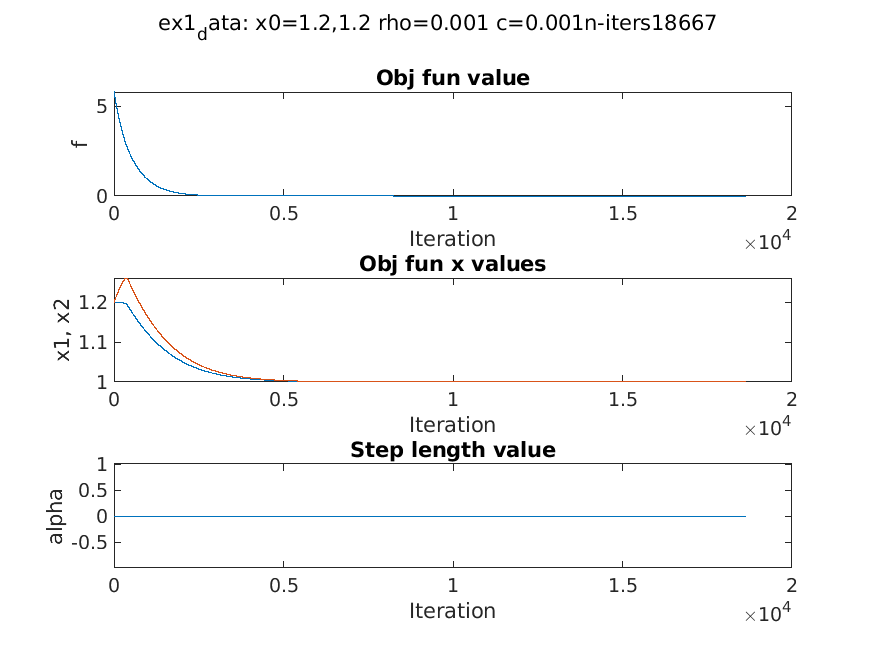 ex1data: x0=1.2,1.2 rho=0.001 c=0.001n-iters18667
Obj fun value
f
5
0
0 0.5 1 1.5 2
Iteration
×10^4
Obj fun x values
x1, x2
1.2
1.1
1
0 0.5 1 1.5 2
Iteration
×10^4
Step length value
alpha
1
0.5
0
-0.5
0 0.5 1 1.5 2
Iteration
×10^4